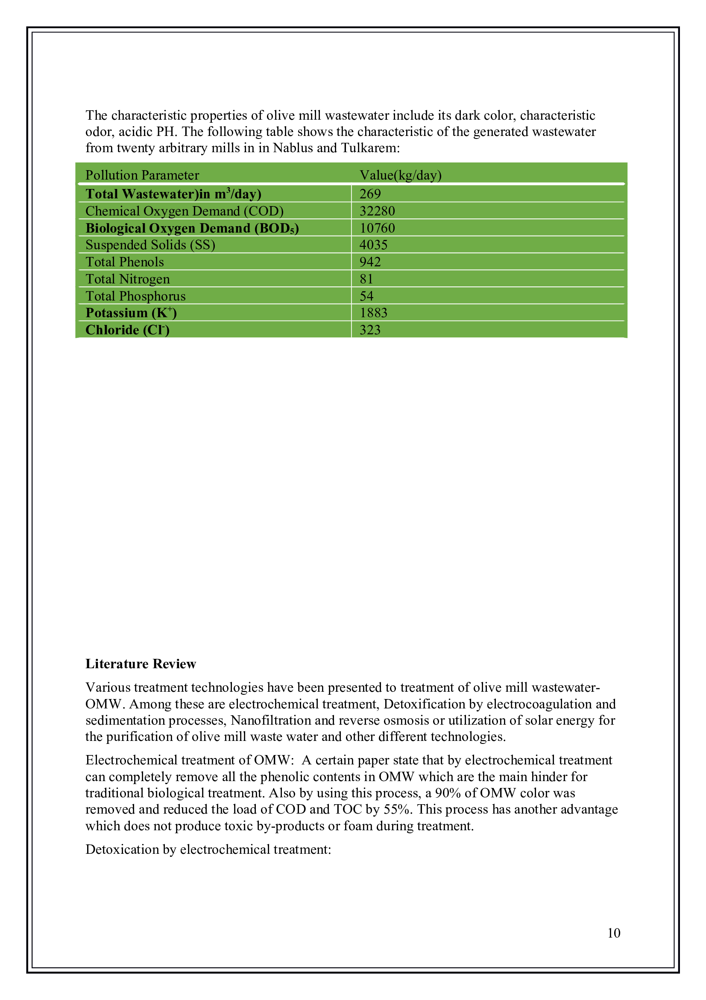 The characteristic properties of olive mill wastewater include its dark color, characteristic
odor, acidic PH. The following table shows the characteristic of the generated wastewater
from twenty arbitrary mills in in Nablus and Tulkarem:
Pollution Parameter Value(kg/day)
Total Wastewater)in m³/day) 269
Chemical Oxygen Demand (COD) 32280
Biological Oxygen Demand (BOD₅) 10760
Suspended Solids (SS) 4035
Total Phenols 942
Total Nitrogen 81
Total Phosphorus 54
Potassium (K⁺) 1883
Chloride (Cl⁻) 323
Literature Review
Various treatment technologies have been presented to treatment of olive mill wastewater-
OMW. Among these are electrochemical treatment, Detoxification by electrocoagulation and
sedimentation processes, Nanofiltration and reverse osmosis or utilization of solar energy for
the purification of olive mill waste water and other different technologies.
Electrochemical treatment of OMW:  A certain paper state that by electrochemical treatment
can completely remove all the phenolic contents in OMW which are the main hinder for
traditional biological treatment. Also by using this process, a 90% of OMW color was
removed and reduced the load of COD and TOC by 55%. This process has another advantage
which does not produce toxic by-products or foam during treatment.
Detoxication by electrochemical treatment:
10